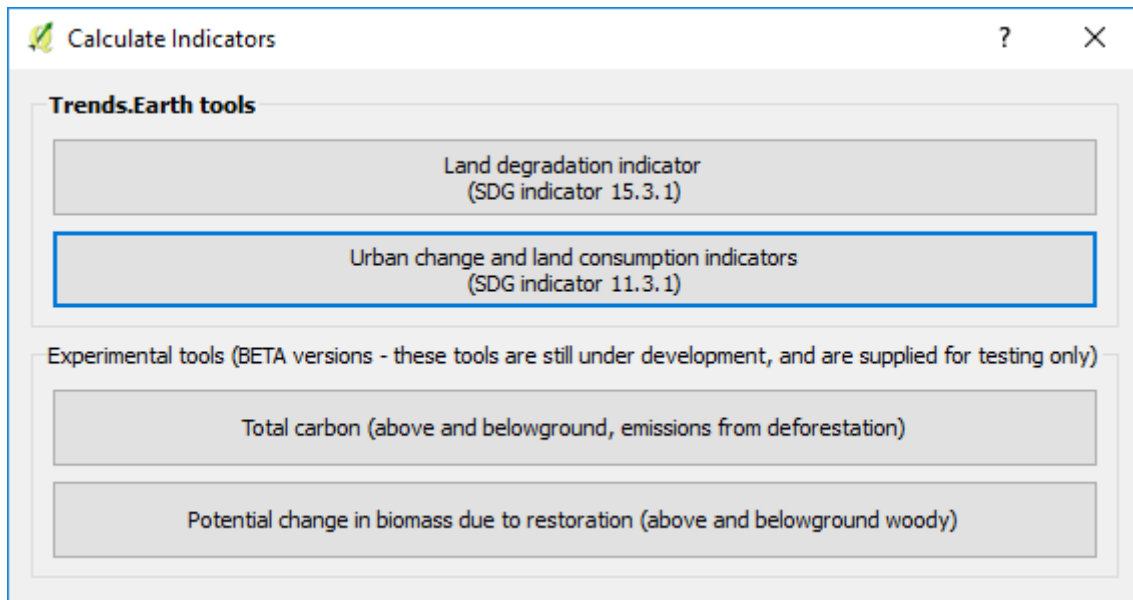 Calculate Indicators
Trends.Earth tools
Land degradation indicator
(SDG indicator 15.3.1)
Urban change and land consumption indicators
(SDG indicator 11.3.1)
Experimental tools (BETA versions - these tools are still under development, and are supplied for testing only)
Total carbon (above and belowground, emissions from deforestation)
Potential change in biomass due to restoration (above and belowground woody)